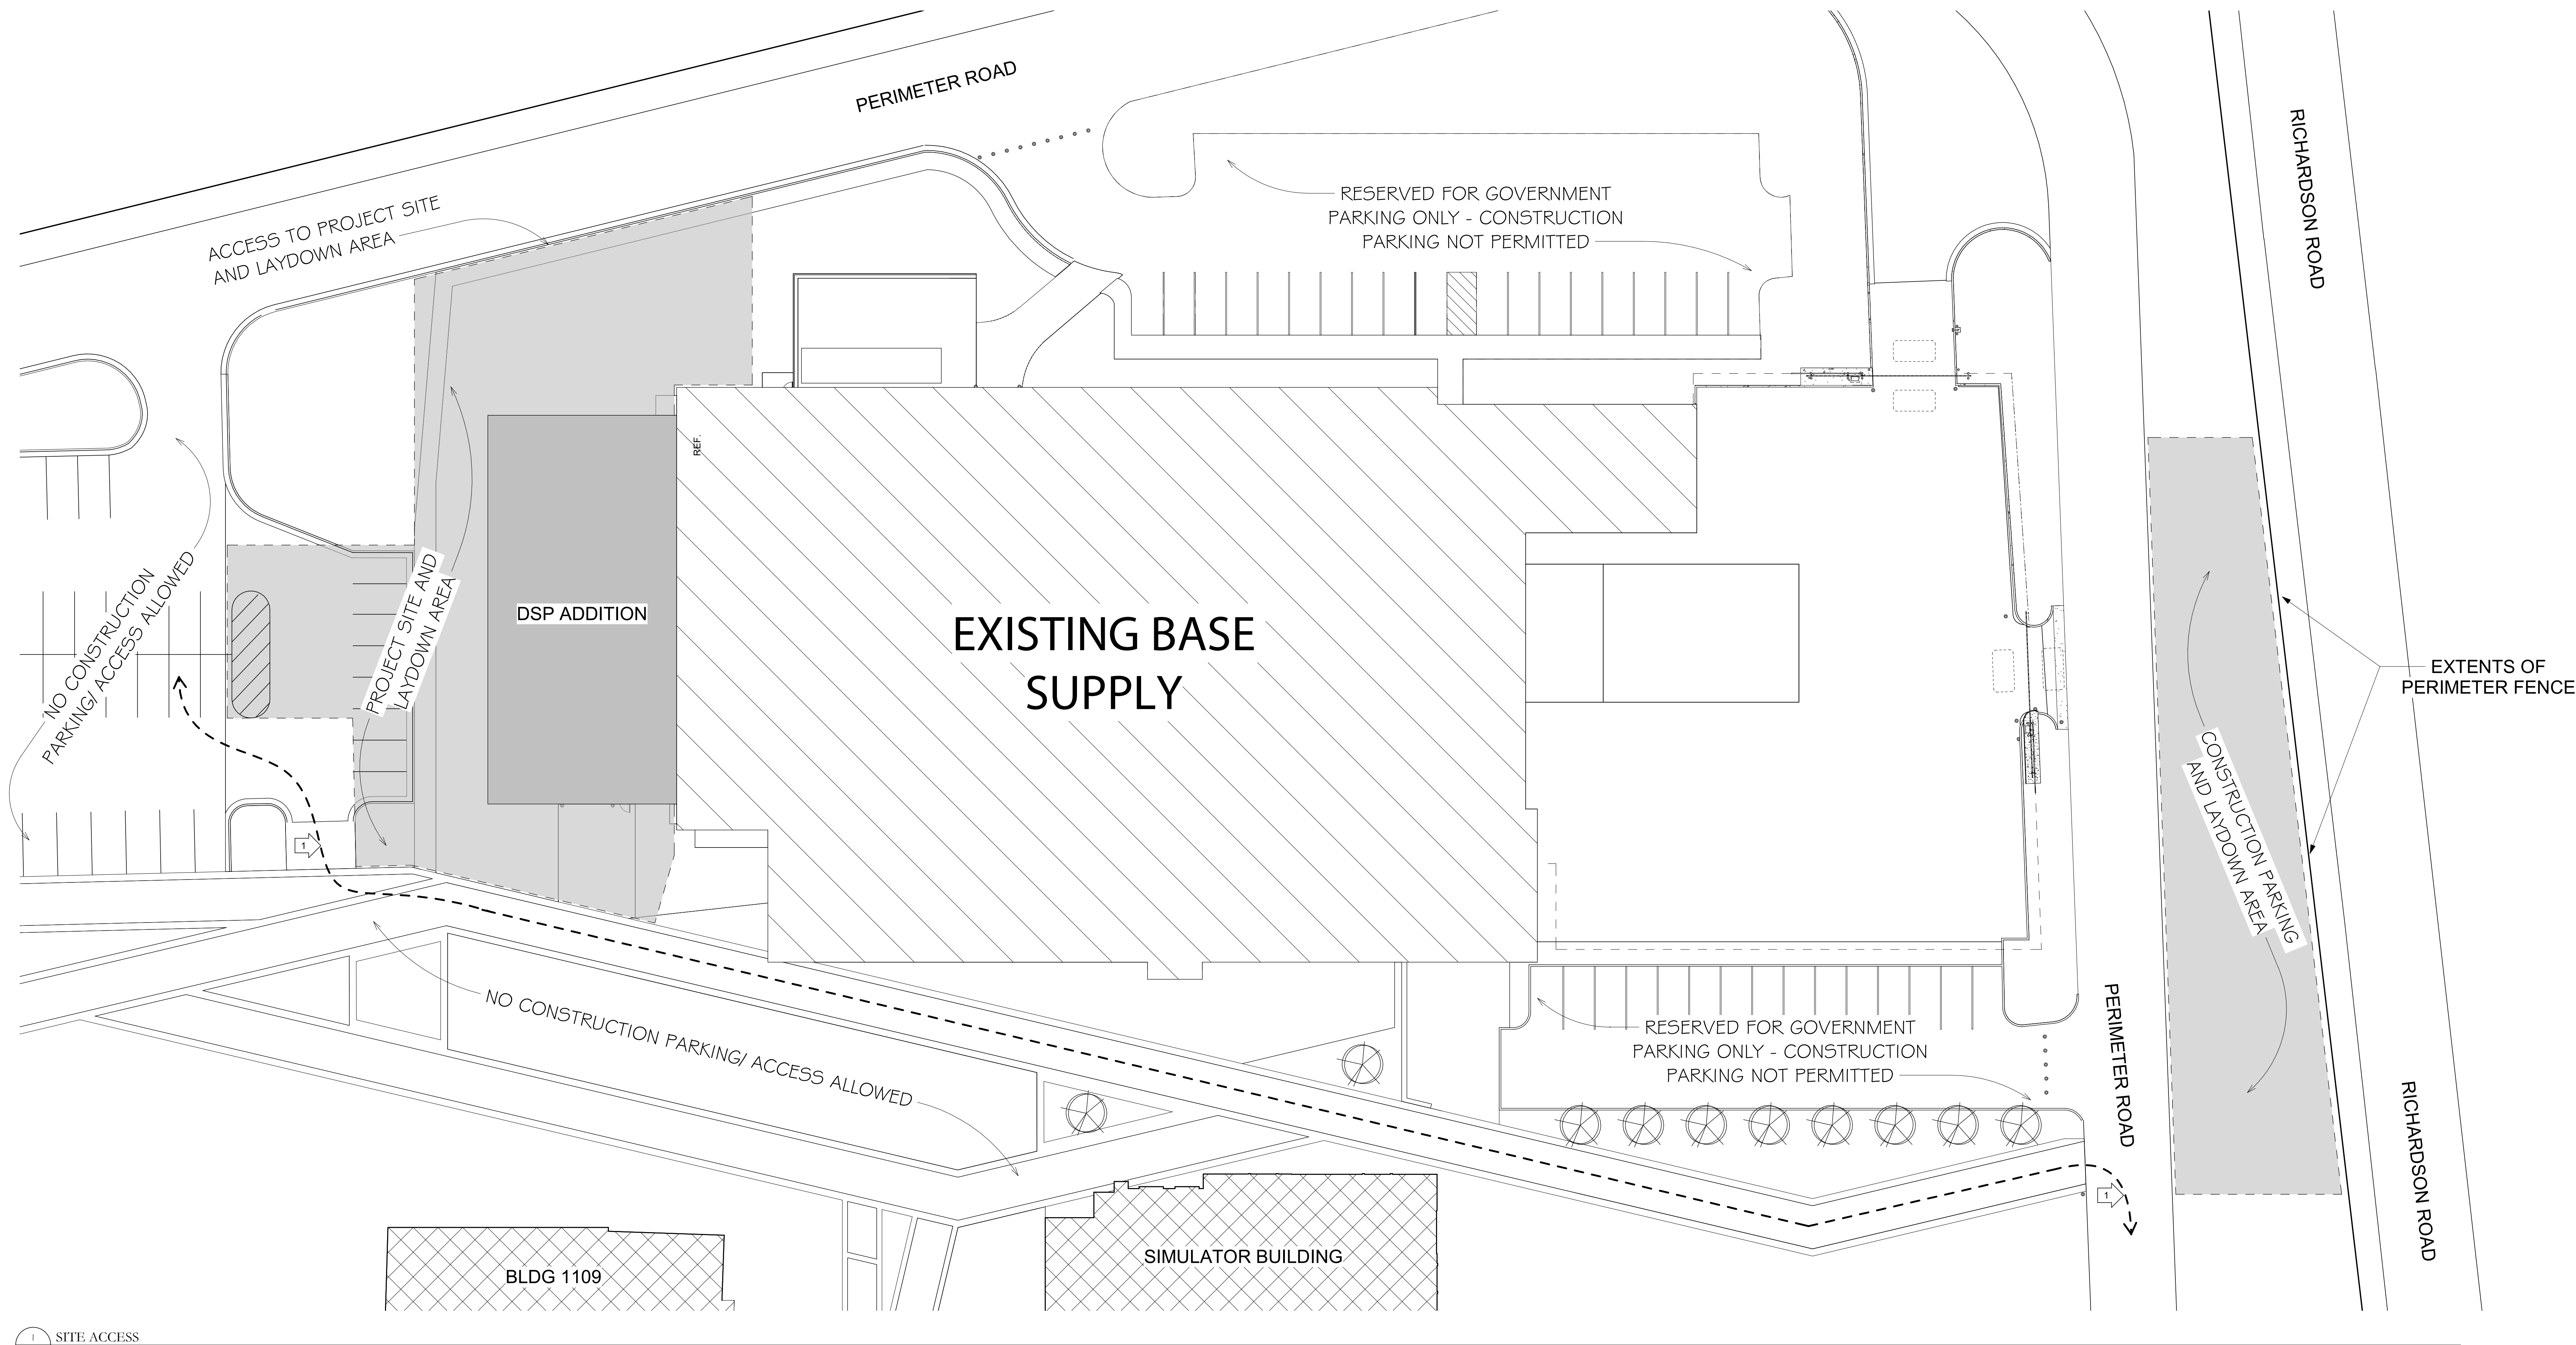 PERIMETER ROAD
RICHARDSON ROAD
RESERVED FOR GOVERNMENT
PARKING ONLY - CONSTRUCTION
PARKING NOT PERMITTED
ACCESS TO PROJECT SITE
AND LAYDOWN AREA
REF.
NO CONSTRUCTION
PARKING/ ACCESS ALLOWED
PROJECT SITE AND
LAYDOWN AREA
DSP ADDITION
EXISTING BASE
SUPPLY
EXTENTS OF
PERIMETER FENCE
CONSTRUCTION PARKING
AND LAYDOWN AREA
1
NO CONSTRUCTION PARKING/ ACCESS ALLOWED
RESERVED FOR GOVERNMENT
PARKING ONLY - CONSTRUCTION
PARKING NOT PERMITTED
PERIMETER ROAD
RICHARDSON ROAD
1
BLDG 1109
SIMULATOR BUILDING
1 SITE ACCESS